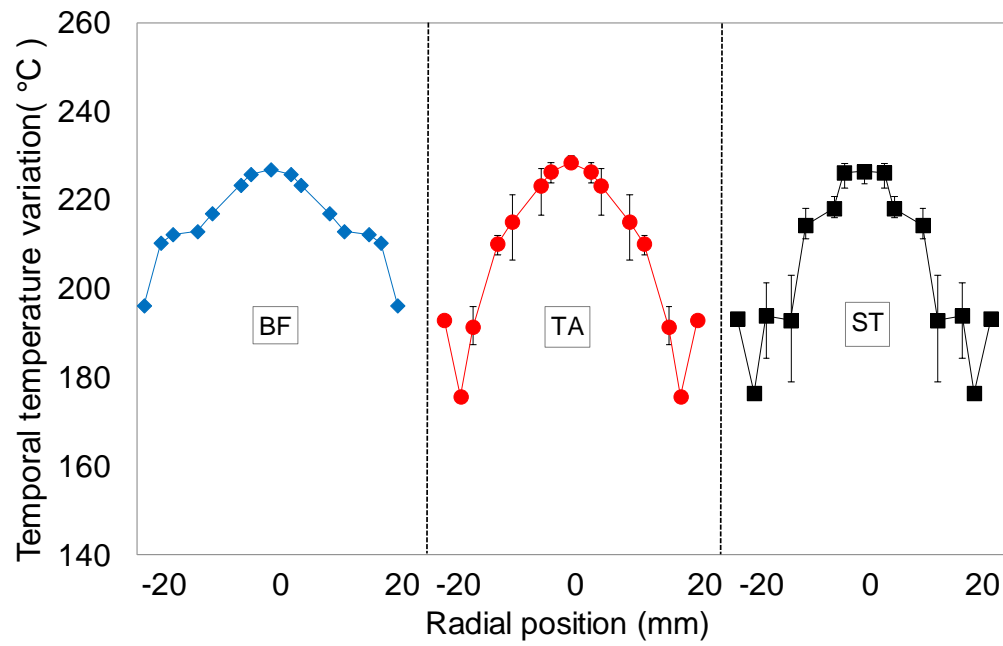 Temporal temperature variation( °C )
260
240
220
200
180
160
140
BF
TA
ST
-20 0 20 -20 0 20 -20 0 20
Radial position (mm)